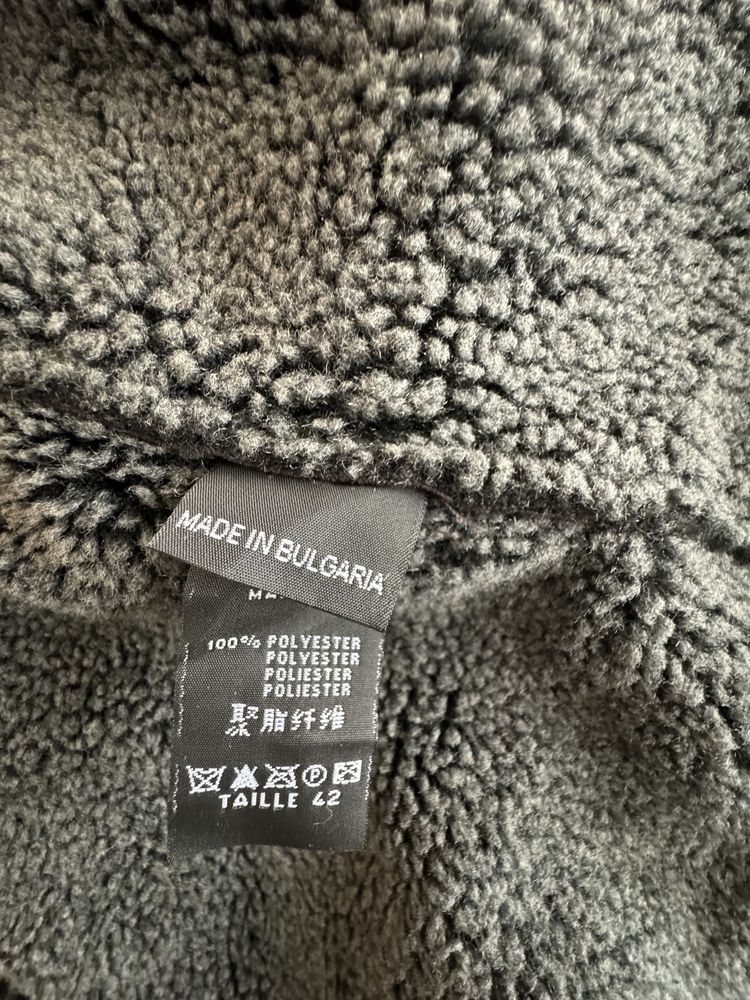 MADE IN BULGARIA
100% POLYESTER
POLYESTER
POLIESTER
POLIESTER
聚脂纤维
P
TAILLE 42